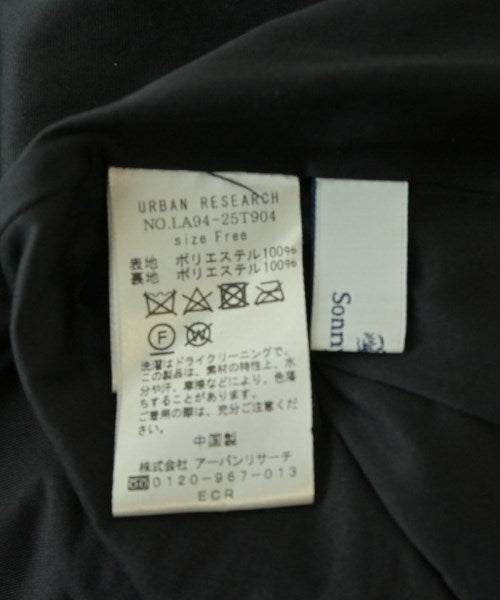 URBAN RESEARCH
NO.LA94-25T904
size Free
表地 ポリエステル100%
裏地 ポリエステル100%
F W
洗濯はドライクリーニングで。
この製品は、素材の特性上、水
分や汗、摩擦などにより、色落
ちすることがあります。
ご着用の際は、充分ご注意くだ
さい。
中国製
株式会社 アーバンリサーチ
0120-967-013
ECR
Sonn